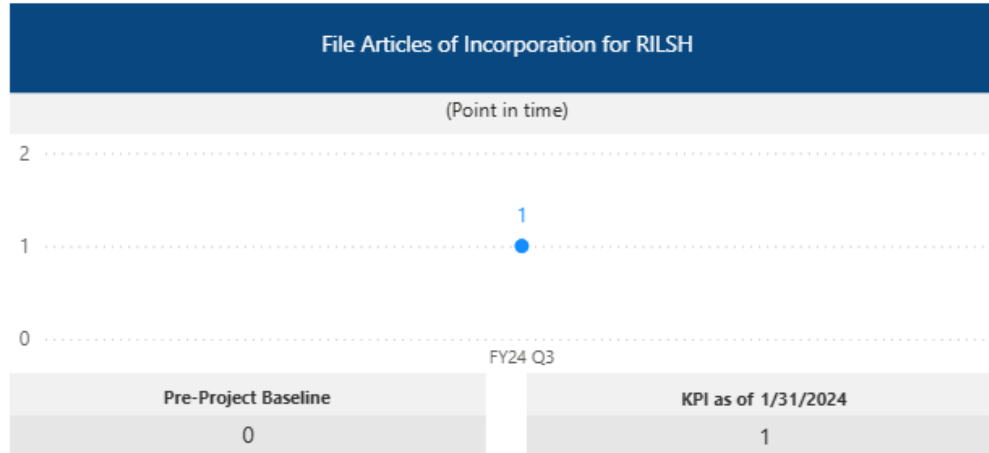 File Articles of Incorporation for RILSH
(Point in time)
2
1
1
0
FY24 Q3
Pre-Project Baseline
KPI as of 1/31/2024
0
1